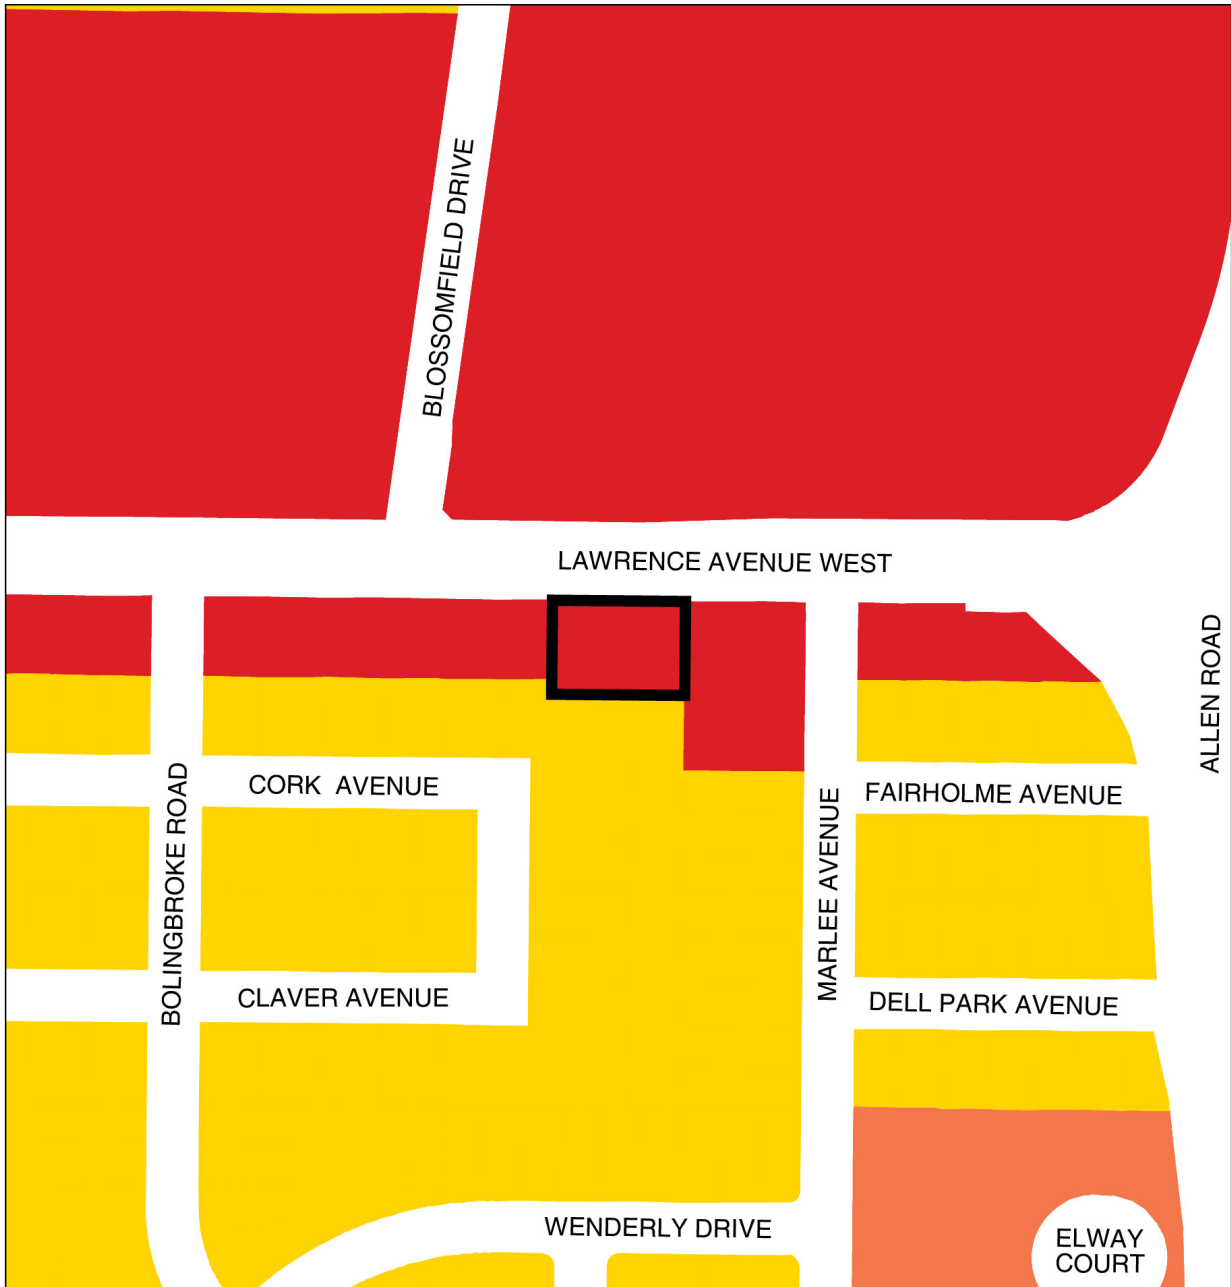 BLOSSOMFIELD DRIVE
LAWRENCE AVENUE WEST
ALLEN ROAD
CORK AVENUE
BOLINGBROKE ROAD
FAIRHOLME AVENUE
MARLEE AVENUE
CLAVER AVENUE
DELL PARK AVENUE
WENDERLY DRIVE
ELWAY
COURT